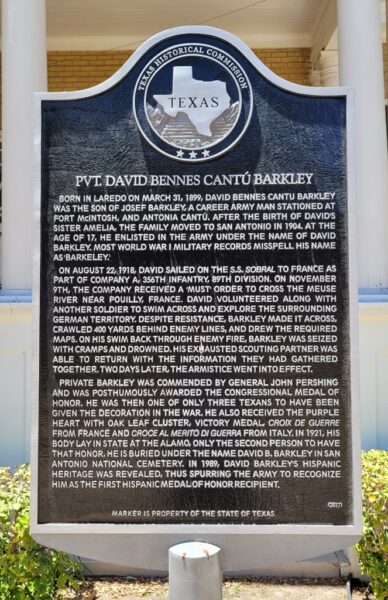 TEXAS HISTORICAL COMMISSION
TEXAS
PVT. DAVID BENNES CANTÚ BARKLEY
BORN IN LAREDO ON MARCH 31, 1899, DAVID BENNES CANTU BARKLEY
WAS THE SON OF JOSEF BARKLEY, A CAREER ARMY MAN STATIONED AT
FORT McINTOSH, AND ANTONIA CANTÚ. AFTER THE BIRTH OF DAVID'S
SISTER AMELIA, THE FAMILY MOVED TO SAN ANTONIO IN 1904. AT THE
AGE OF 17, HE ENLISTED IN THE ARMY UNDER THE NAME OF DAVID
BARKLEY. MOST WORLD WAR I MILITARY RECORDS MISSPELL HIS NAME
AS 'BARKELEY.'
ON AUGUST 22, 1918, DAVID SAILED ON THE S.S. SOBRAL TO FRANCE AS
PART OF COMPANY A, 356TH INFANTRY, 89TH DIVISION. ON NOVEMBER
9TH, THE COMPANY RECEIVED A 'MUST' ORDER TO CROSS THE MEUSE
RIVER NEAR POUILLY, FRANCE. DAVID VOLUNTEERED ALONG WITH
ANOTHER SOLDIER TO SWIM ACROSS AND EXPLORE THE SURROUNDING
GERMAN TERRITORY. DESPITE RESISTANCE, BARKLEY MADE IT ACROSS,
CRAWLED 400 YARDS BEHIND ENEMY LINES, AND DREW THE REQUIRED
MAPS. ON HIS SWIM BACK THROUGH ENEMY FIRE, BARKLEY WAS SEIZED
WITH CRAMPS AND DROWNED. HIS EXHAUSTED SCOUTING PARTNER WAS
ABLE TO RETURN WITH THE INFORMATION THEY HAD GATHERED
TOGETHER. TWO DAYS LATER, THE ARMISTICE WENT INTO EFFECT.
PRIVATE BARKLEY WAS COMMENDED BY GENERAL JOHN PERSHING
AND WAS POSTHUMOUSLY AWARDED THE CONGRESSIONAL MEDAL OF
HONOR. HE WAS THEN ONE OF ONLY THREE TEXANS TO HAVE BEEN
GIVEN THE DECORATION IN THE WAR. HE ALSO RECEIVED THE PURPLE
HEART WITH OAK LEAF CLUSTER, VICTORY MEDAL, CROIX DE GUERRE
FROM FRANCE AND CROCE AL MERITO DI GUERRA FROM ITALY. IN 1921, HIS
BODY LAY IN STATE AT THE ALAMO, ONLY THE SECOND PERSON TO HAVE
THAT HONOR. HE IS BURIED UNDER THE NAME DAVID B. BARKLEY IN SAN
ANTONIO NATIONAL CEMETERY. IN 1989, DAVID BARKLEY'S HISPANIC
HERITAGE WAS REVEALED, THUS SPURRING THE ARMY TO RECOGNIZE
HIM AS THE FIRST HISPANIC MEDAL OF HONOR RECIPIENT.
MARKER IS PROPERTY OF THE STATE OF TEXAS